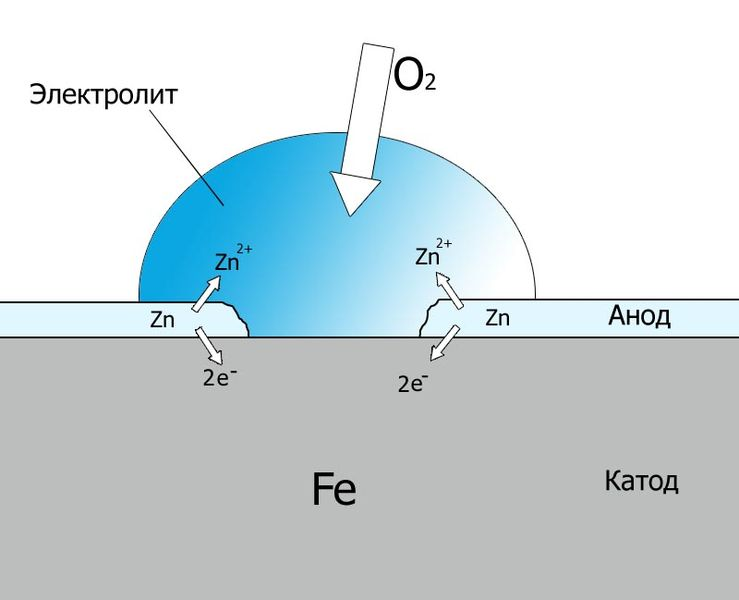 O₂
Электролит
Zn²⁺
Zn²⁺
Zn
Zn
Анод
2e⁻
2e⁻
Fe
Катод